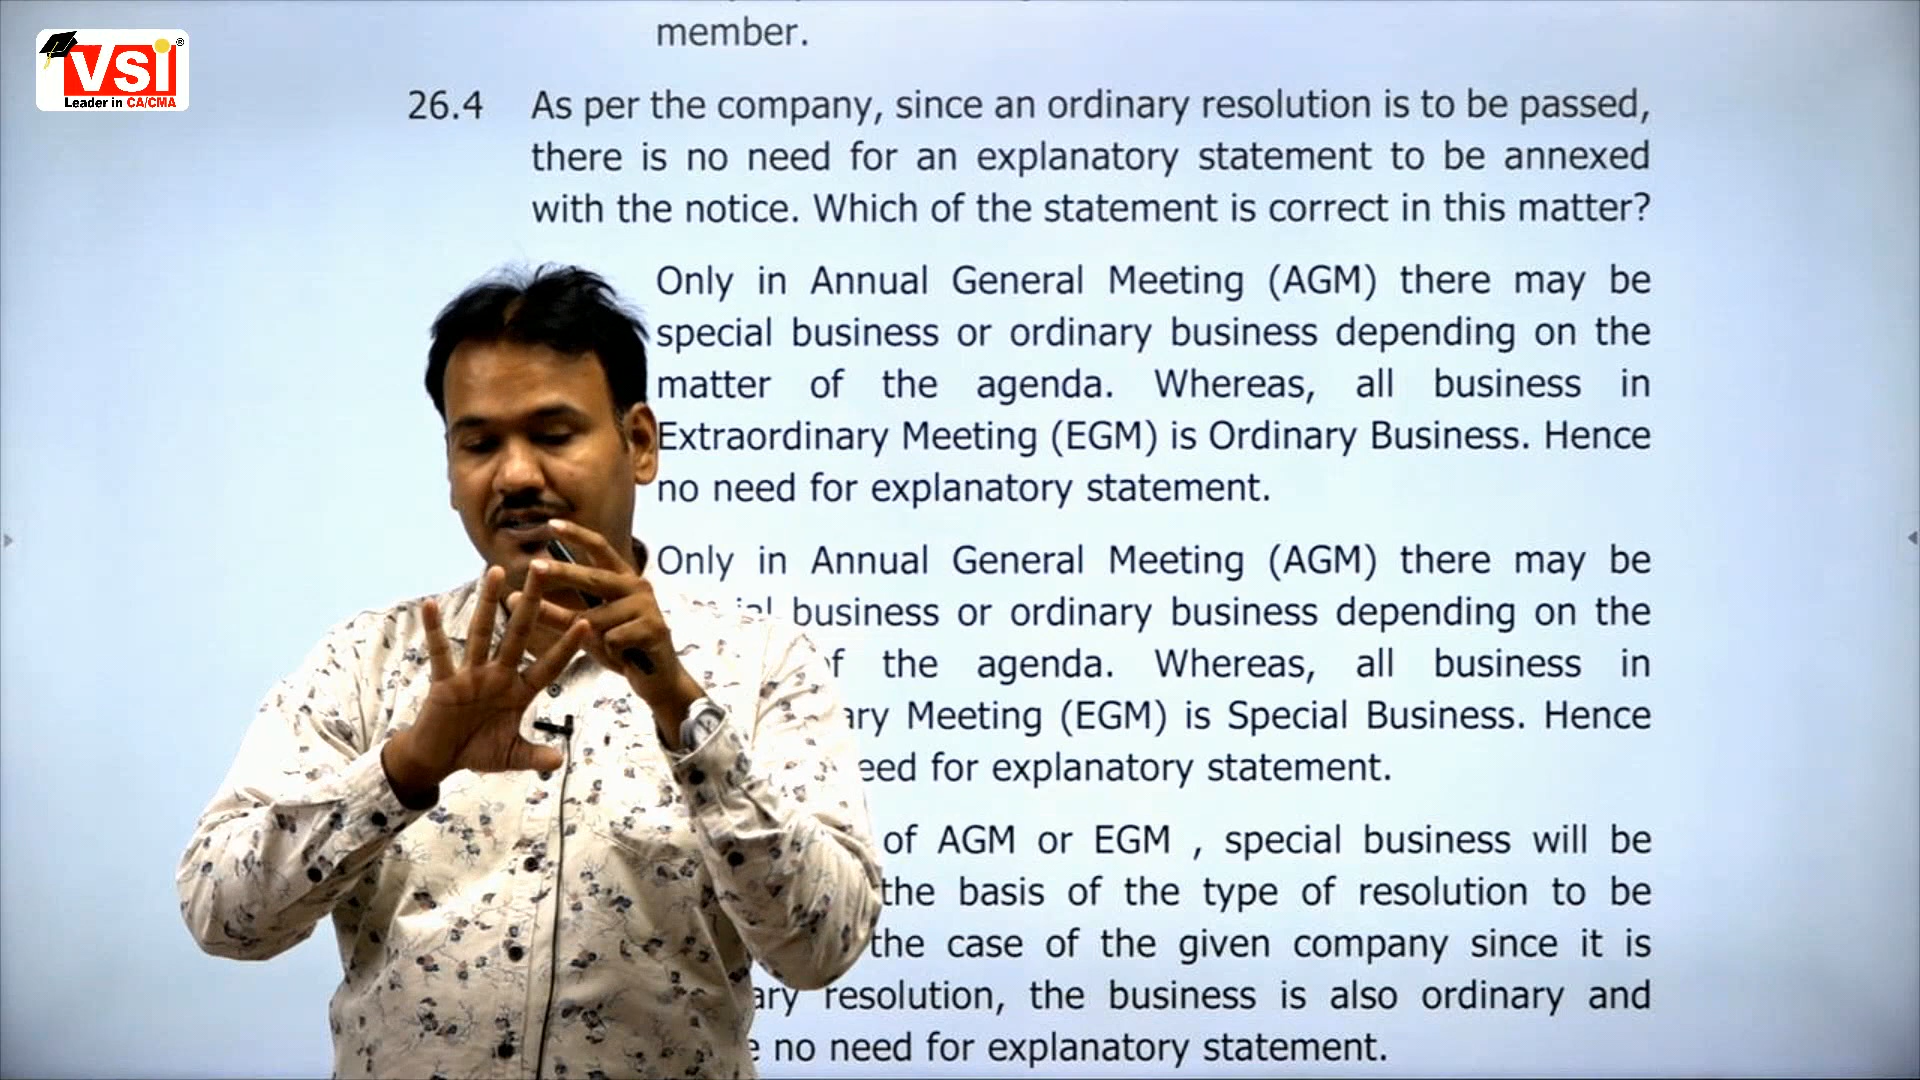 VSI
®
Leader in CA/CMA
member.
26.4 As per the company, since an ordinary resolution is to be passed,
there is no need for an explanatory statement to be annexed
with the notice. Which of the statement is correct in this matter?
Only in Annual General Meeting (AGM) there may be
special business or ordinary business depending on the
matter of the agenda. Whereas, all business in
Extraordinary Meeting (EGM) is Ordinary Business. Hence
no need for explanatory statement.
Only in Annual General Meeting (AGM) there may be
business or ordinary business depending on the
the agenda. Whereas, all business in
Meeting (EGM) is Special Business. Hence
for explanatory statement.
of AGM or EGM , special business will be
the basis of the type of resolution to be
the case of the given company since it is
resolution, the business is also ordinary and
no need for explanatory statement.